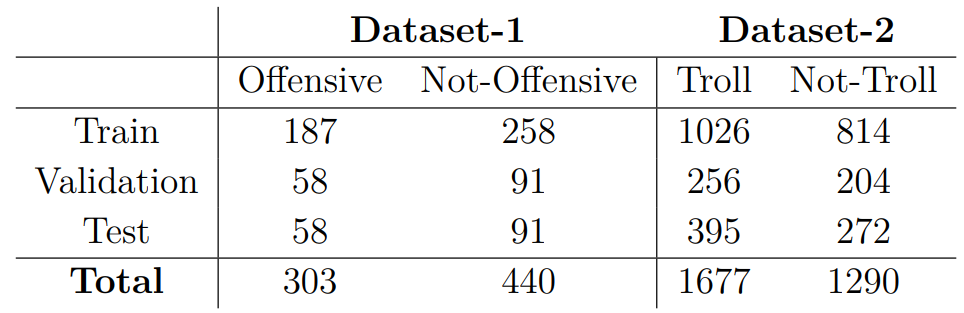 Dataset-1 Dataset-2
Offensive Not-Offensive Troll Not-Troll
Train 187 258 1026 814
Validation 58 91 256 204
Test 58 91 395 272
Total 303 440 1677 1290